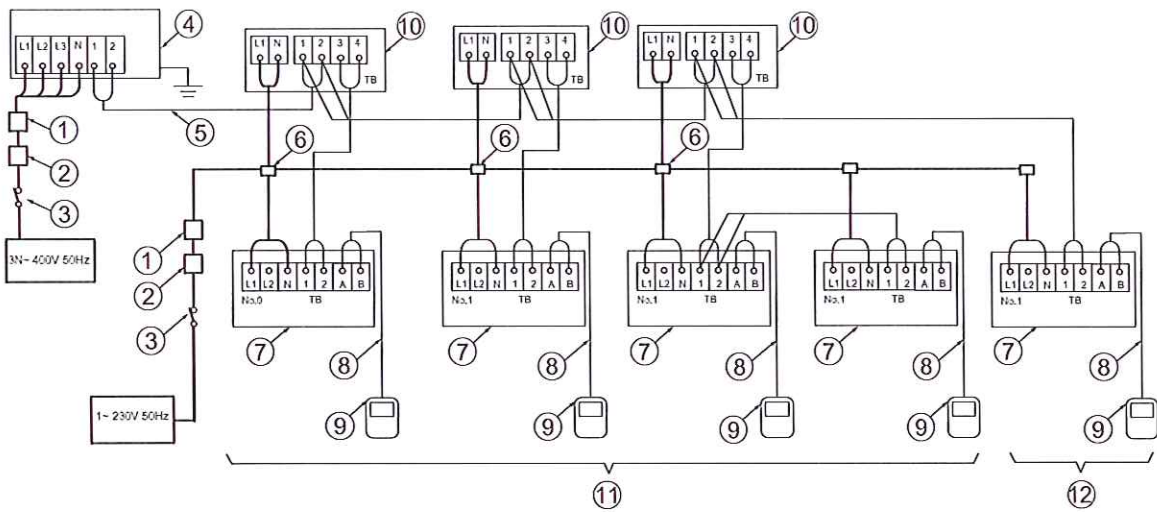 ④ ⑩ ⑩ ⑩
L1 L2 L3 N 1 2
L1 N 1 2 3 4
TB
L1 N 1 2 3 4
TB
L1 N 1 2 3 4
TB
① ⑤ ⑥ ⑥ ⑥
②
③
3N~ 400V 50Hz
①
②
③
1~ 230V 50Hz
L1 L2 N 1 2 A B
No.0 TB
L1 L2 N 1 2 A B
No.1 TB
L1 L2 N 1 2 A B
No.1 TB
L1 L2 N 1 2 A B
No.1 TB
L1 L2 N 1 2 A B
No.1 TB
⑦ ⑧ ⑦ ⑧ ⑦ ⑧ ⑦ ⑧ ⑦ ⑧
⑨ ⑨ ⑨ ⑨ ⑨
⑪ ⑫